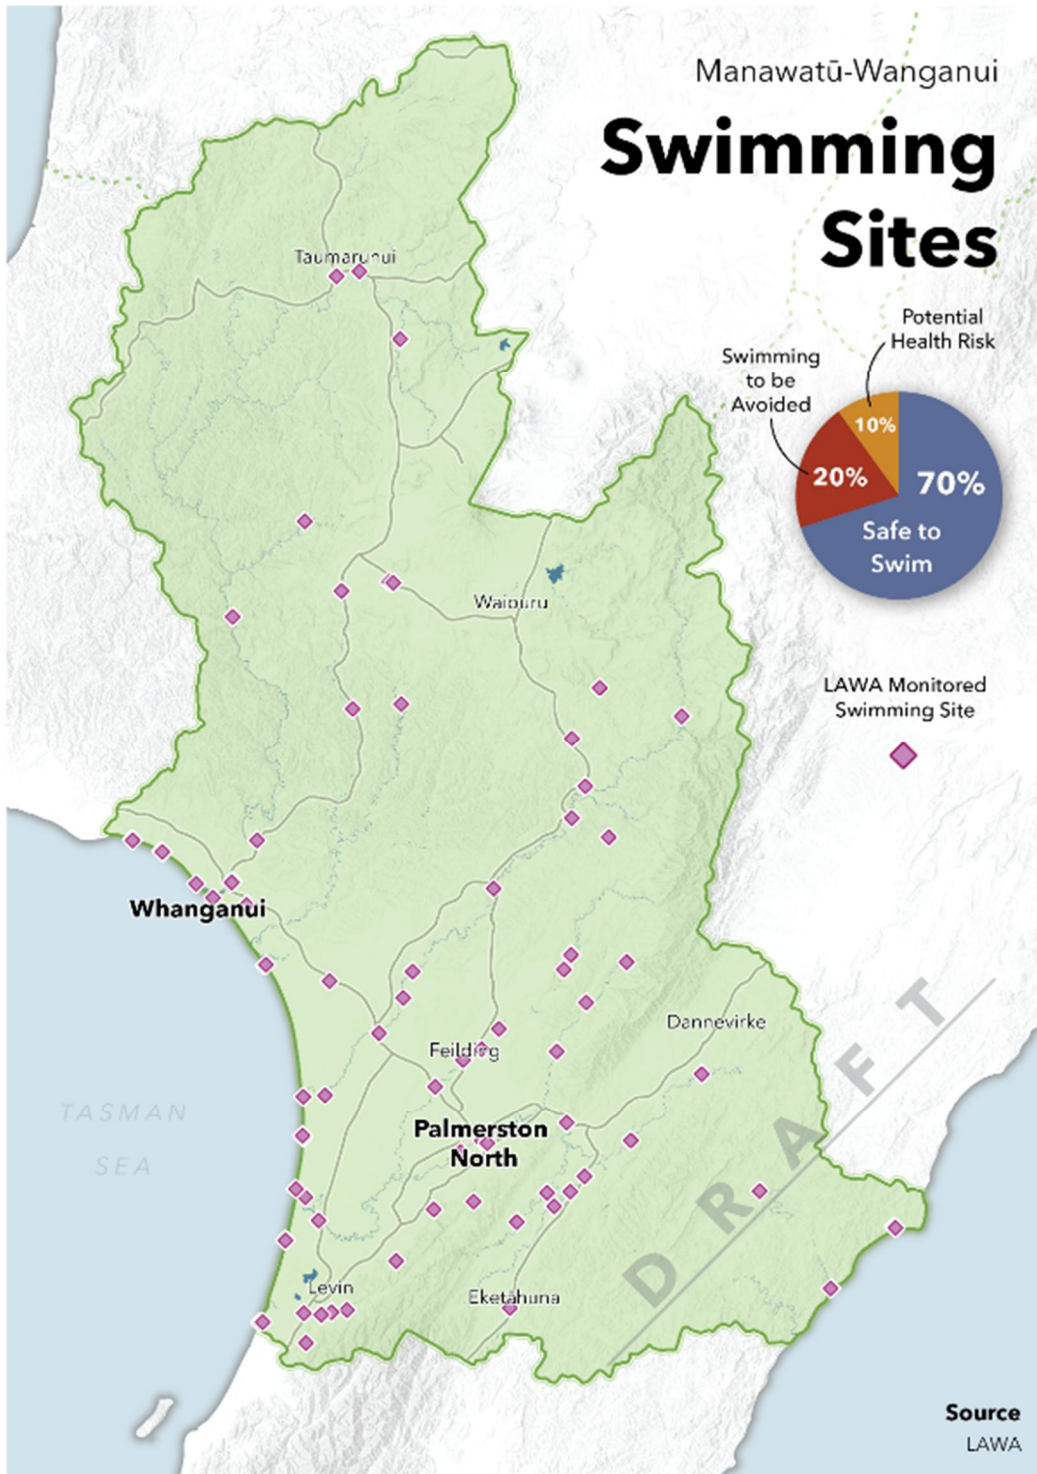 Manawatū-Wanganui
Swimming
Sites
Potential
Health Risk
Swimming
to be
Avoided
10%
20%
70%
Safe to
Swim
LAWA Monitored
Swimming Site
Taumarunui
Waiouru
Whanganui
Dannevirke
Feilding
Palmerston
North
TASMAN
SEA
Levin
Eketāhuna
DRAFT
Source
LAWA